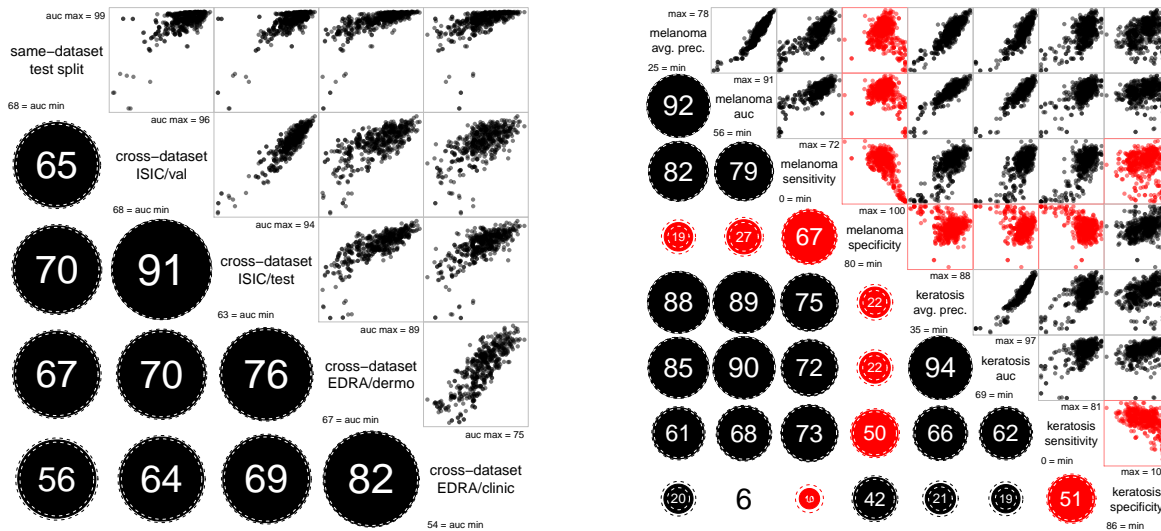 auc max = 99
same−dataset
test split
68 = auc min
auc max = 96
65
cross−dataset
ISIC/val
68 = auc min
auc max = 94
70
91
cross−dataset
ISIC/test
63 = auc min
auc max = 89
67
70
76
cross−dataset
EDRA/dermo
67 = auc min
auc max = 75
56
64
69
82
cross−dataset
EDRA/clinic
54 = auc min
max = 78
melanoma
avg. prec.
25 = min
max = 91
92
melanoma
auc
56 = min
max = 72
82
79
melanoma
sensitivity
0 = min
max = 100
19
27
67
melanoma
specificity
80 = min
max = 88
88
89
75
22
keratosis
avg. prec.
35 = min
max = 97
85
90
72
22
94
keratosis
auc
69 = min
max = 81
61
68
73
50
66
62
keratosis
sensitivity
0 = min
max = 10
20
6
42
21
19
51
keratosis
specificity
86 = min